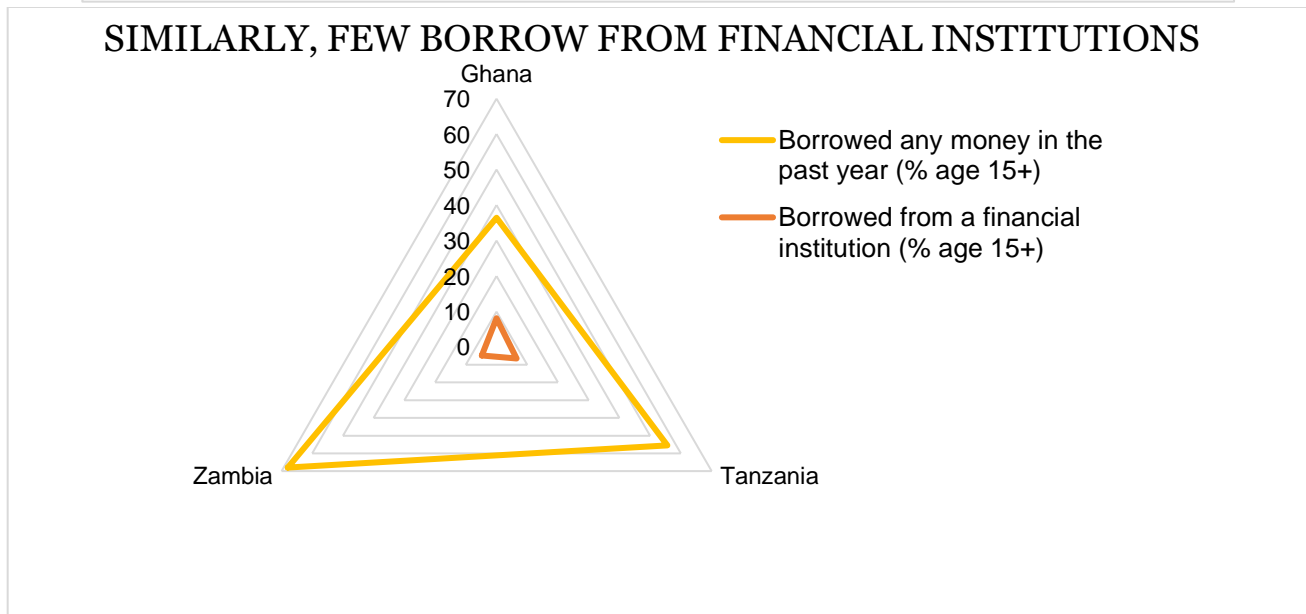 SIMILARLY, FEW BORROW FROM FINANCIAL INSTITUTIONS
Ghana
70
60
50
40
30
20
10
0
Borrowed any money in the
past year (% age 15+)
Borrowed from a financial
institution (% age 15+)
Zambia
Tanzania